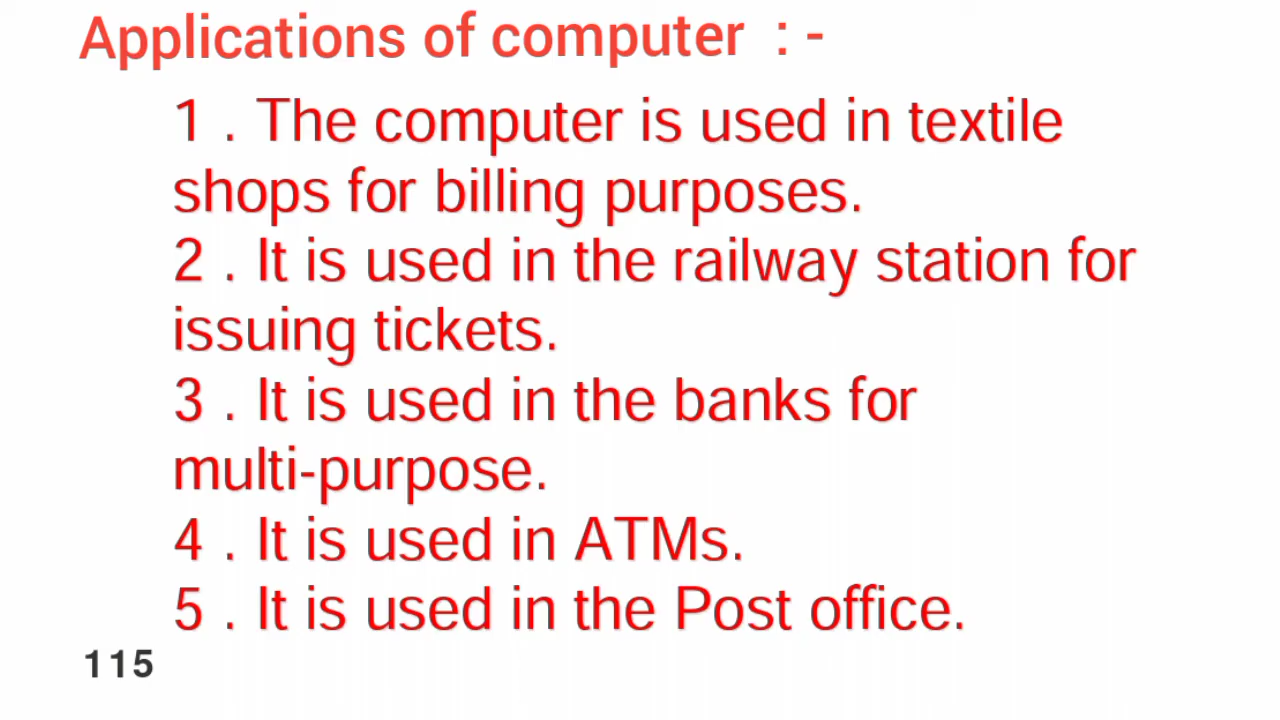 Applications of computer : -
1 . The computer is used in textile
shops for billing purposes.
2 . It is used in the railway station for
issuing tickets.
3 . It is used in the banks for
multi-purpose.
4 . It is used in ATMs.
5 . It is used in the Post office.
115